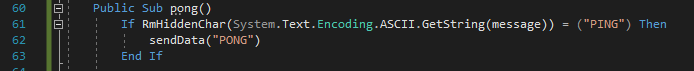 60 Public Sub pong()
61 If RmHiddenChar(System.Text.Encoding.ASCII.GetString(message)) = ("PING") Then
62 sendData("PONG")
63 End If